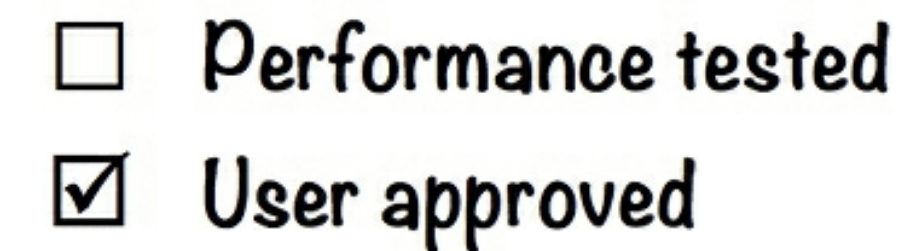 ☐ Performance tested
☑ User approved